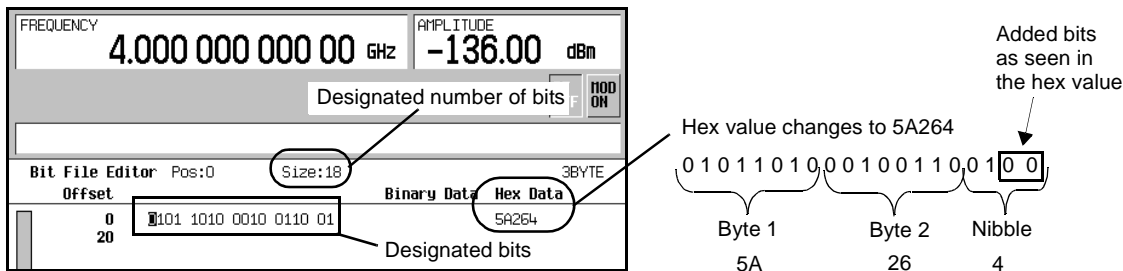 FREQUENCY
4.000 000 000 00 GHz
AMPLITUDE
-136.00 dBm
MOD
ON
Designated number of bits
Bit File Editor Pos:0 Size:18 3BYTE
Offset Binary Data Hex Data
0 0101 1010 0010 0110 01 5A264
20
Designated bits
Added bits
as seen in
the hex value
Hex value changes to 5A264
0 1 0 1 1 0 1 0 0 0 1 0 0 1 1 0 0 1 0 0
Byte 1 Byte 2 Nibble
5A 26 4